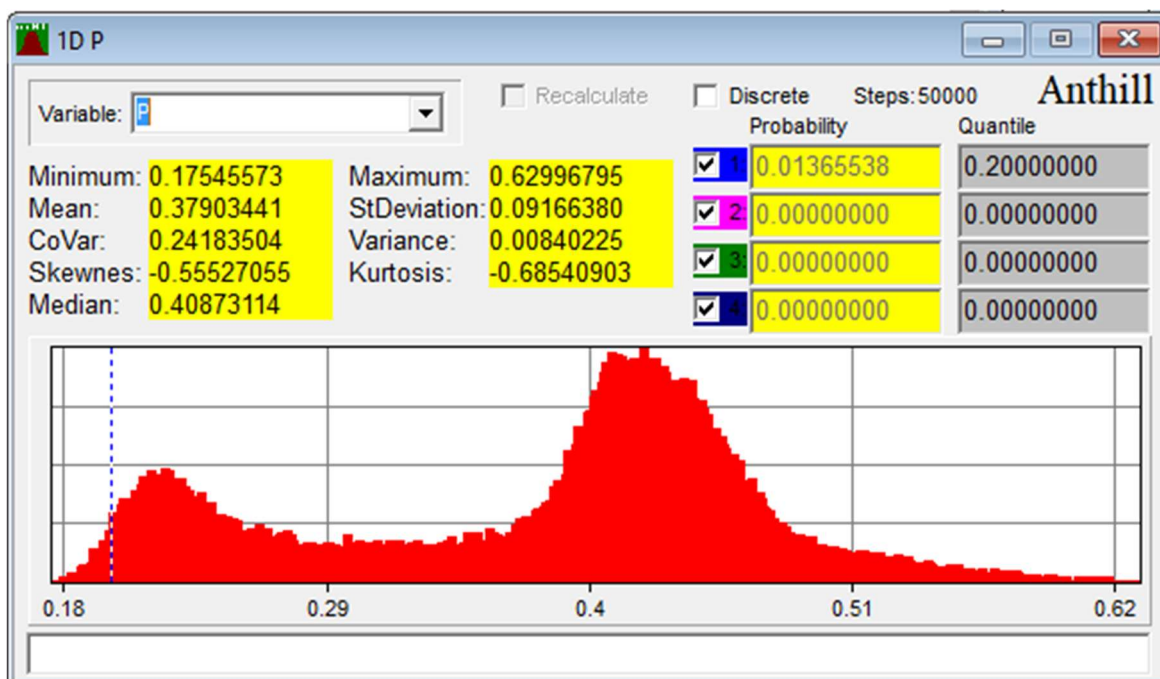 1D P
Variable: P
Recalculate
Discrete Steps:50000 Anthill
Probability Quantile
Minimum: 0.17545573 Maximum: 0.62996795 1: 0.01365538 0.20000000
Mean: 0.37903441 StDeviation: 0.09166380 2: 0.00000000 0.00000000
CoVar: 0.24183504 Variance: 0.00840225 3: 0.00000000 0.00000000
Skewnes: -0.55527055 Kurtosis: -0.68540903 4: 0.00000000 0.00000000
Median: 0.40873114
0.18 0.29 0.4 0.51 0.62